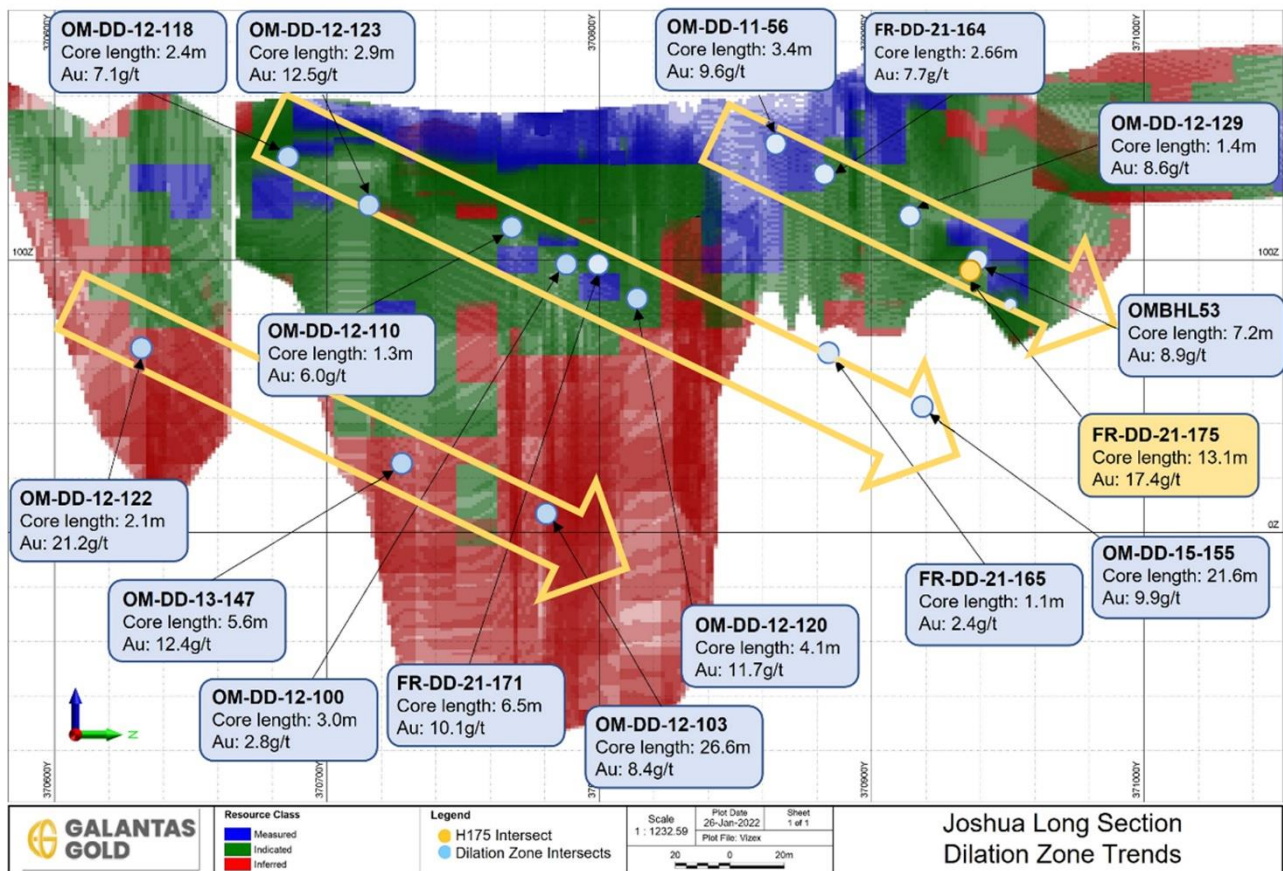 OM-DD-12-118
Core length: 2.4m
Au: 7.1g/t
OM-DD-12-123
Core length: 2.9m
Au: 12.5g/t
OM-DD-11-56
Core length: 3.4m
Au: 9.6g/t
FR-DD-21-164
Core length: 2.66m
Au: 7.7g/t
OM-DD-12-129
Core length: 1.4m
Au: 8.6g/t
370800Y
371000Y
100Z
100Z
OM-DD-12-110
Core length: 1.3m
Au: 6.0g/t
OMBHL53
Core length: 7.2m
Au: 8.9g/t
FR-DD-21-175
Core length: 13.1m
Au: 17.4g/t
OM-DD-12-122
Core length: 2.1m
Au: 21.2g/t
0Z
OM-DD-15-155
Core length: 21.6m
Au: 9.9g/t
FR-DD-21-165
Core length: 1.1m
Au: 2.4g/t
OM-DD-13-147
Core length: 5.6m
Au: 12.4g/t
OM-DD-12-120
Core length: 4.1m
Au: 11.7g/t
OM-DD-12-100
Core length: 3.0m
Au: 2.8g/t
FR-DD-21-171
Core length: 6.5m
Au: 10.1g/t
OM-DD-12-103
Core length: 26.6m
Au: 8.4g/t
N
370600Y
370700Y
370900Y
371000Y
GALANTAS
GOLD
Resource Class
Measured
Indicated
Inferred
Legend
H175 Intersect
Dilation Zone Intersects
Scale
1 : 1232.59
Plot Date
26-Jan-2022
Sheet
1 of 1
Plot File: Vizex
20 0 20m
Joshua Long Section
Dilation Zone Trends